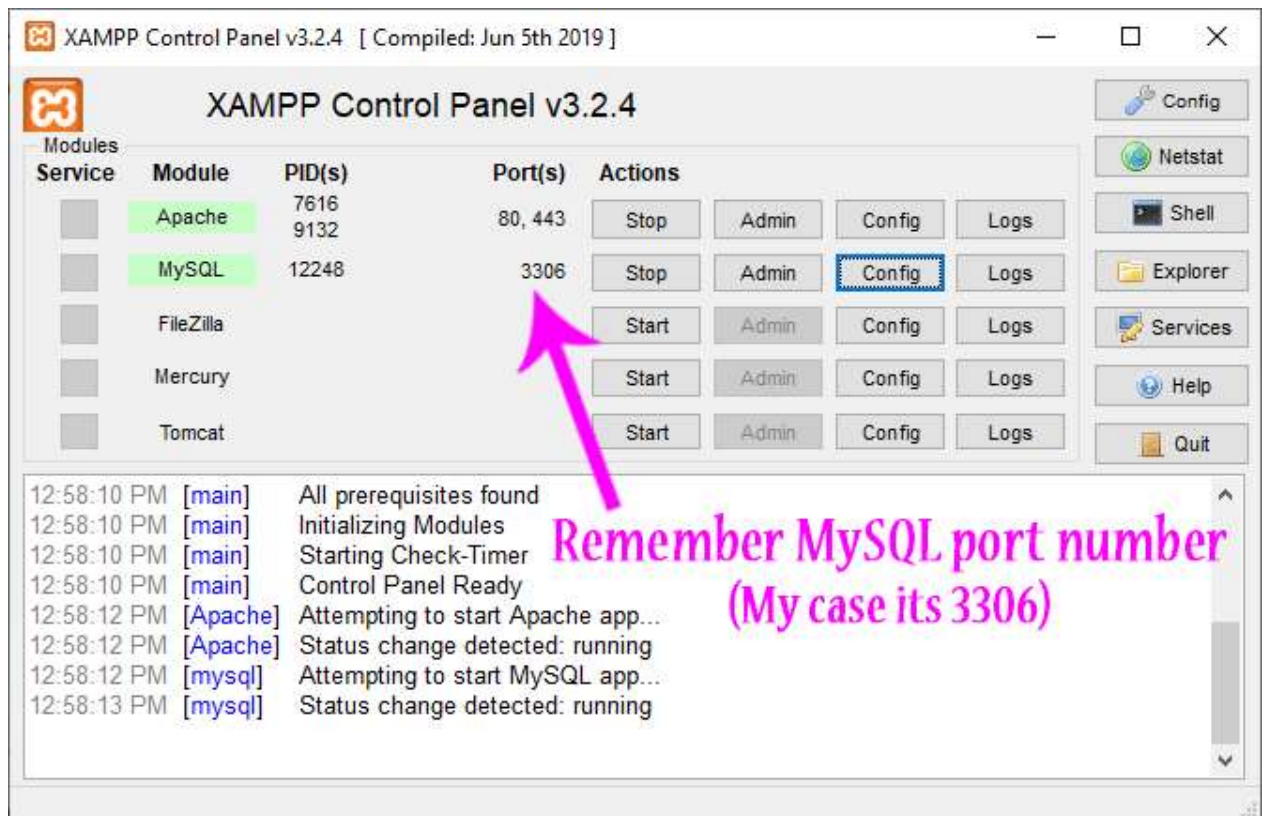 XAMPP Control Panel v3.2.4 [ Compiled: Jun 5th 2019 ]
XAMPP Control Panel v3.2.4
Config
Modules
Netstat
Service Module PID(s) Port(s) Actions
Apache 7616 9132 80, 443 Stop Admin Config Logs
Shell
MySQL 12248 3306 Stop Admin Config Logs
Explorer
FileZilla Start Admin Config Logs
Services
Mercury Start Admin Config Logs
Help
Tomcat Start Admin Config Logs
Quit
12:58:10 PM [main] All prerequisites found
12:58:10 PM [main] Initializing Modules
12:58:10 PM [main] Starting Check-Timer
12:58:10 PM [main] Control Panel Ready
12:58:12 PM [Apache] Attempting to start Apache app...
12:58:12 PM [Apache] Status change detected: running
12:58:12 PM [mysql] Attempting to start MySQL app...
12:58:13 PM [mysql] Status change detected: running
Remember MySQL port number
(My case its 3306)